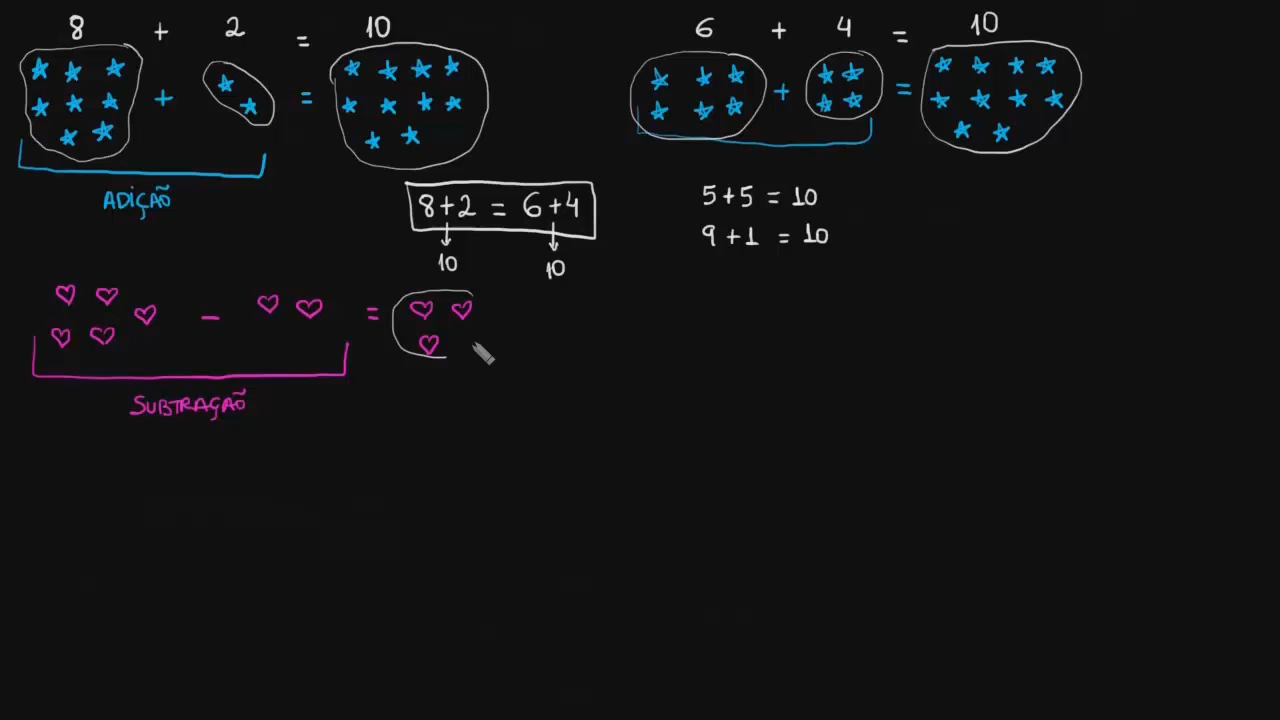 8 + 2 = 10
+ =
ADIÇÃO
6 + 4 = 10
+ =
8+2 = 6+4
10 10
5+5 = 10
9+1 = 10
- =
SUBTRAÇÃO